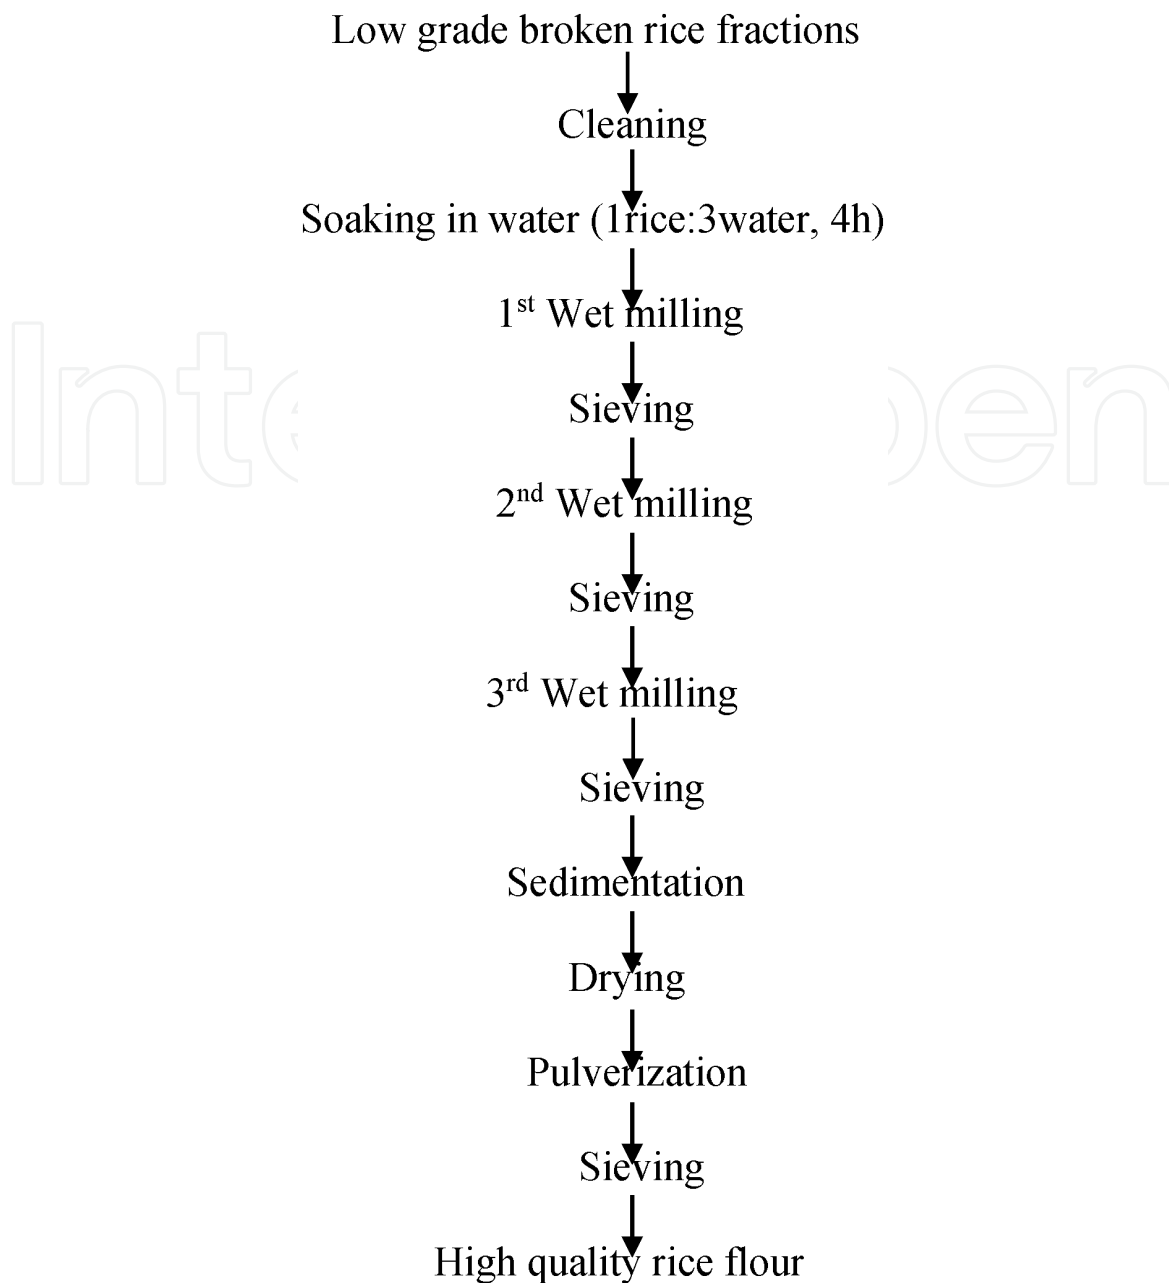 Low grade broken rice fractions
Cleaning
Soaking in water (1rice:3water, 4h)
1st Wet milling
Sieving
2nd Wet milling
Sieving
3rd Wet milling
Sieving
Sedimentation
Drying
Pulverization
Sieving
High quality rice flour